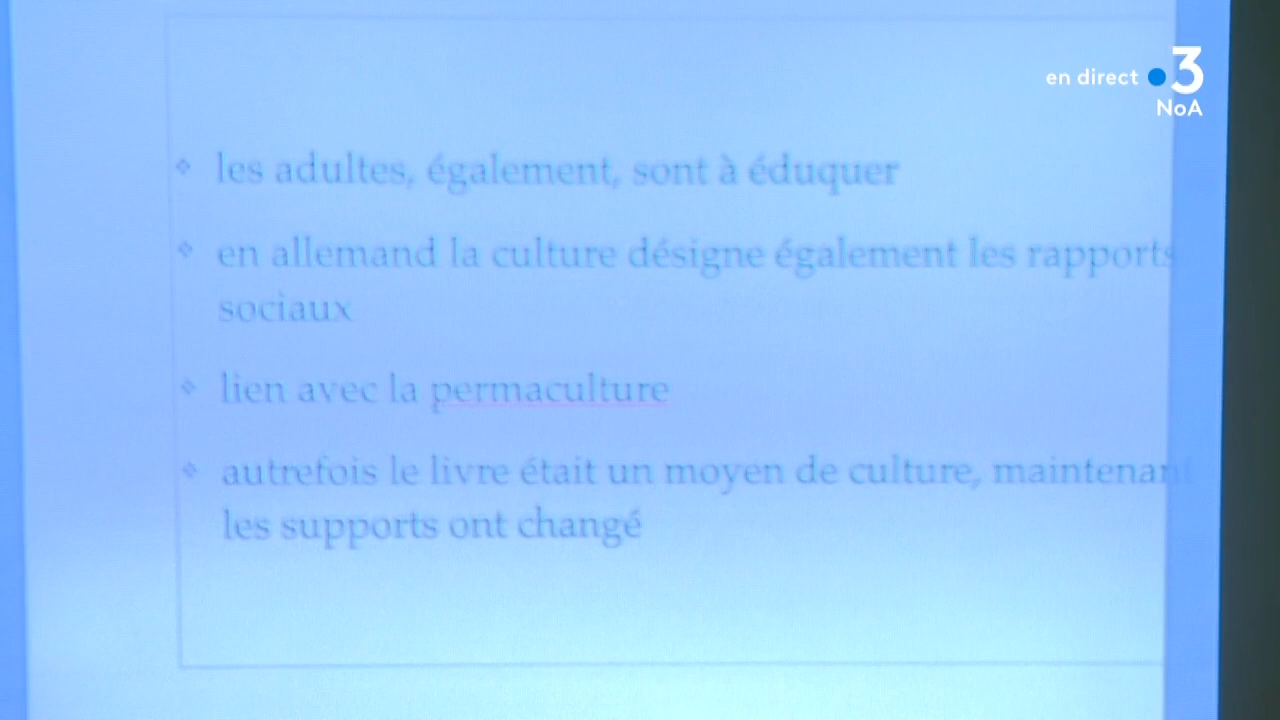 en direct 3
NoA
les adultes, également, sont à éduquer
en allemand la culture désigne également les rapports
sociaux
lien avec la permaculture
autrefois le livre était un moyen de culture, maintenant
les supports ont changé